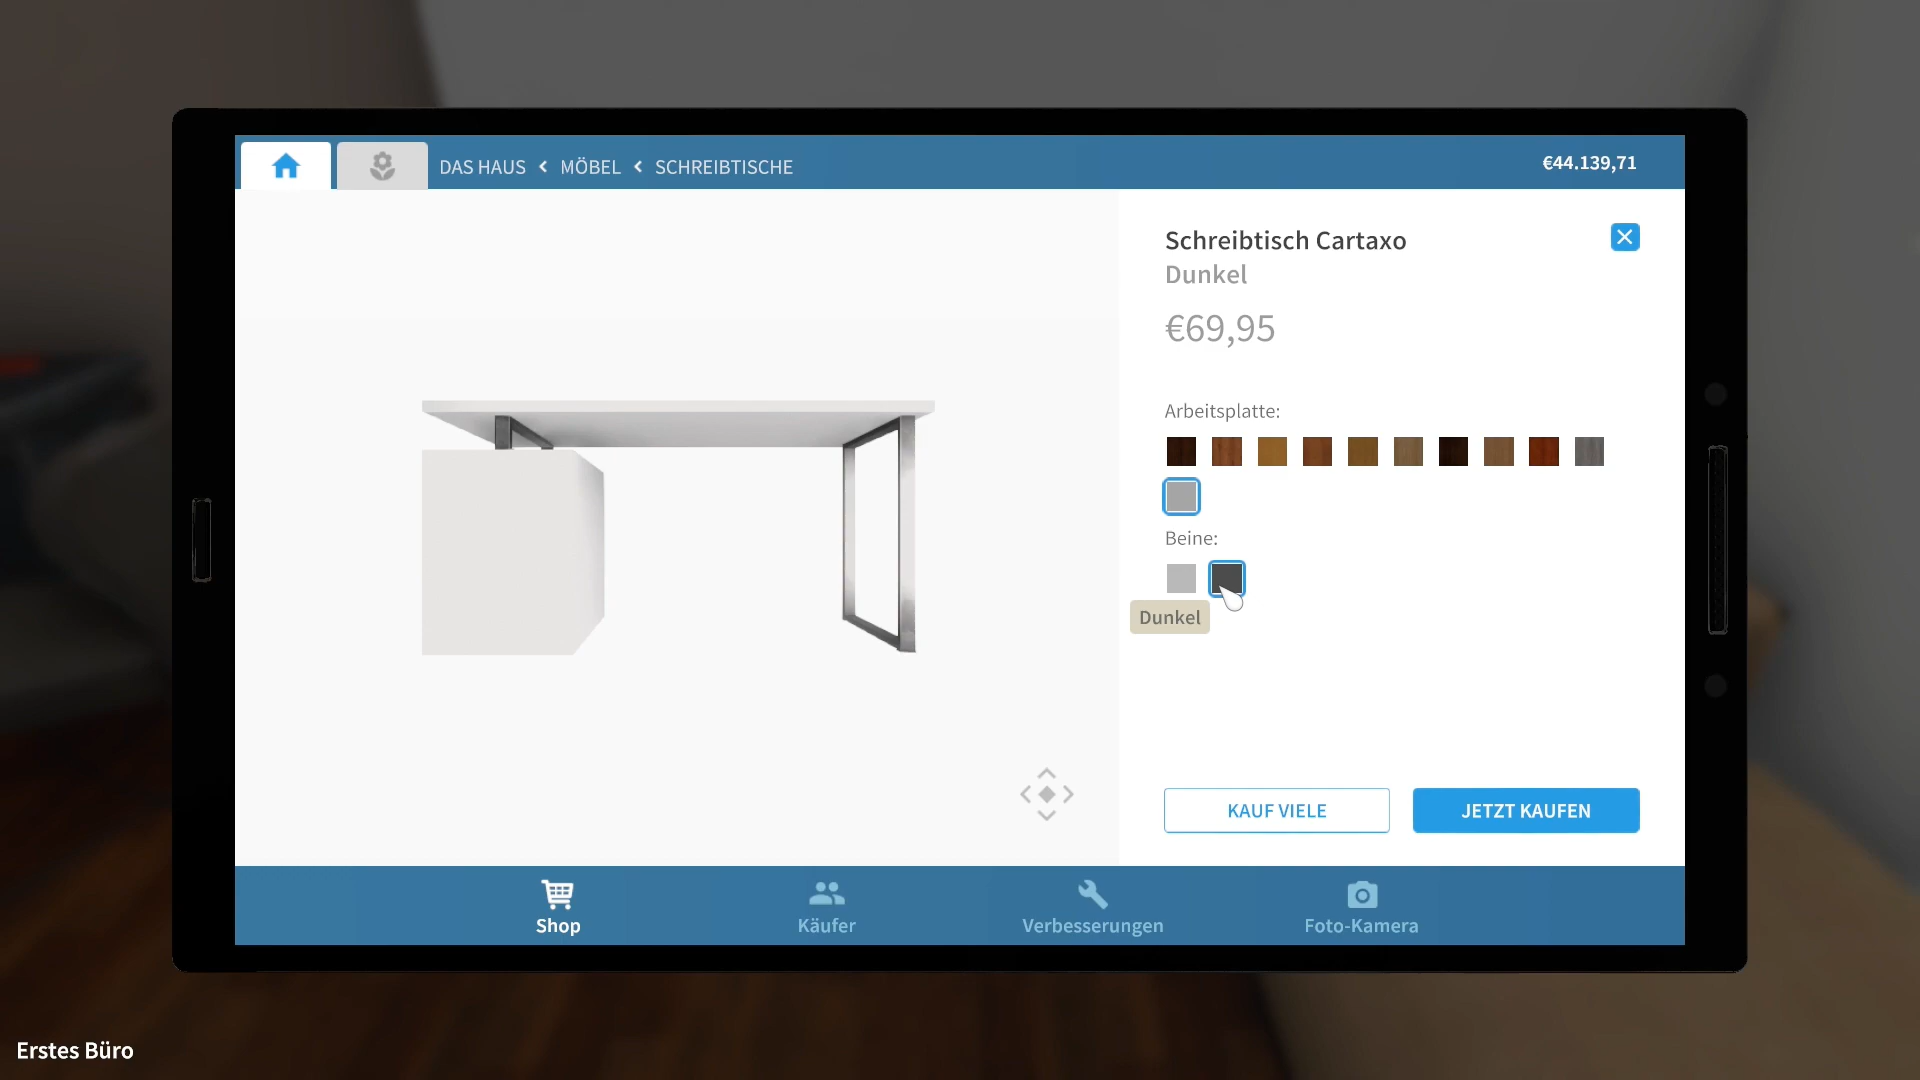 DAS HAUS < MÖBEL < SCHREIBTISCHE
€44.139,71
Schreibtisch Cartaxo
Dunkel
€69,95
Arbeitsplatte:
Beine:
Dunkel
KAUF VIELE
JETZT KAUFEN
Shop
Käufer
Verbesserungen
Foto-Kamera
Erstes Büro